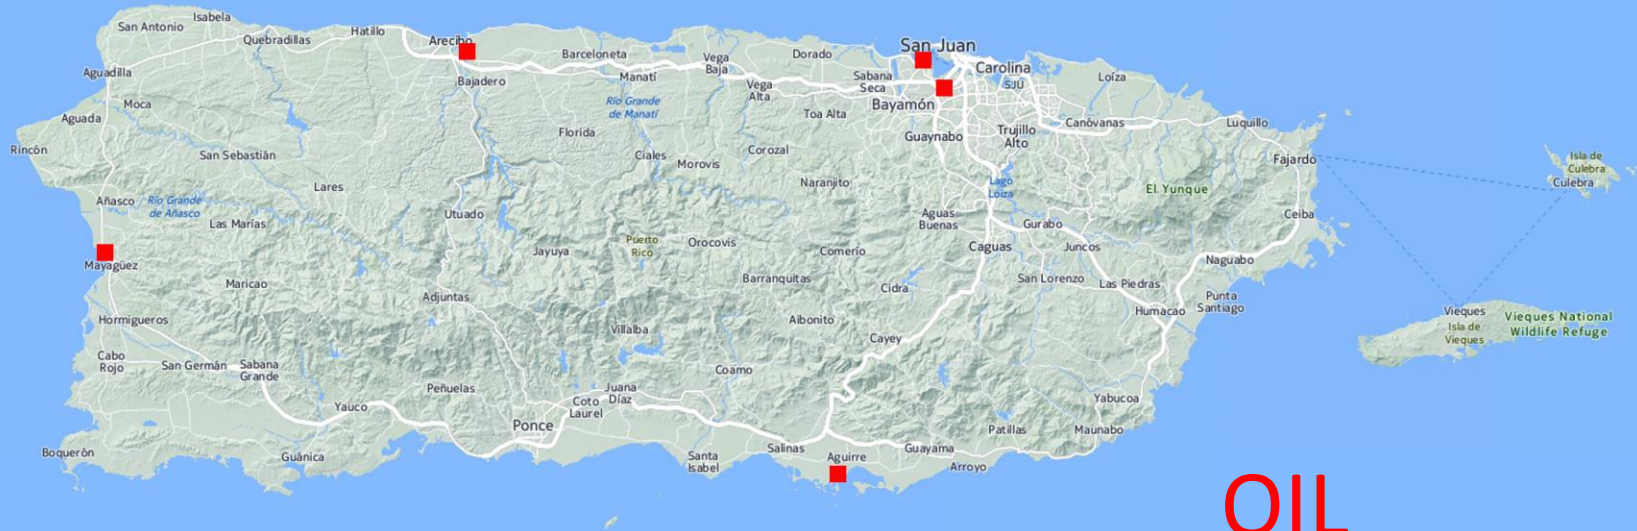 Isabela
San Antonio
Quebradillas
Hatillo
Arecibo
Barceloneta
Vega
Baja
Dorado
San Juan
Carolina
SJU
Loíza
Aguadilla
Bajadero
Manatí
Vega
Alta
Sabana
Seca
Bayamón
Moca
Río Grande
de Manatí
Toa Alta
Aguada
Florida
Guaynabo
Trujillo
Alto
Canóvanas
Luquillo
Rincón
San Sebastián
Ciales
Morovis
Corozal
Fajardo
Isla de
Culebra
Culebra
Lares
Naranjito
Lago
Loíza
El Yunque
Añasco
Río Grande
de Añasco
Las Marías
Utuado
Aguas
Buenas
Gurabo
Ceiba
Jayuya
Puerto
Rico
Orocovis
Comerío
Caguas
Juncos
Naguabo
Mayagüez
Maricao
Barranquitas
Cidra
San Lorenzo
Las Piedras
Adjuntas
Punta
Santiago
Hormigueros
Villalba
Aibonito
Humacao
Vieques
Isla de
Vieques
Vieques National
Wildlife Refuge
Cayey
Cabo
Rojo
San Germán
Sabana
Grande
Coamo
Peñuelas
Juana
Díaz
Coto
Laurel
Yauco
Yabucoa
Ponce
Patillas
Maunabo
Boquerón
Guánica
Santa
Isabel
Salinas
Aguirre
Guayama
Arroyo
OIL